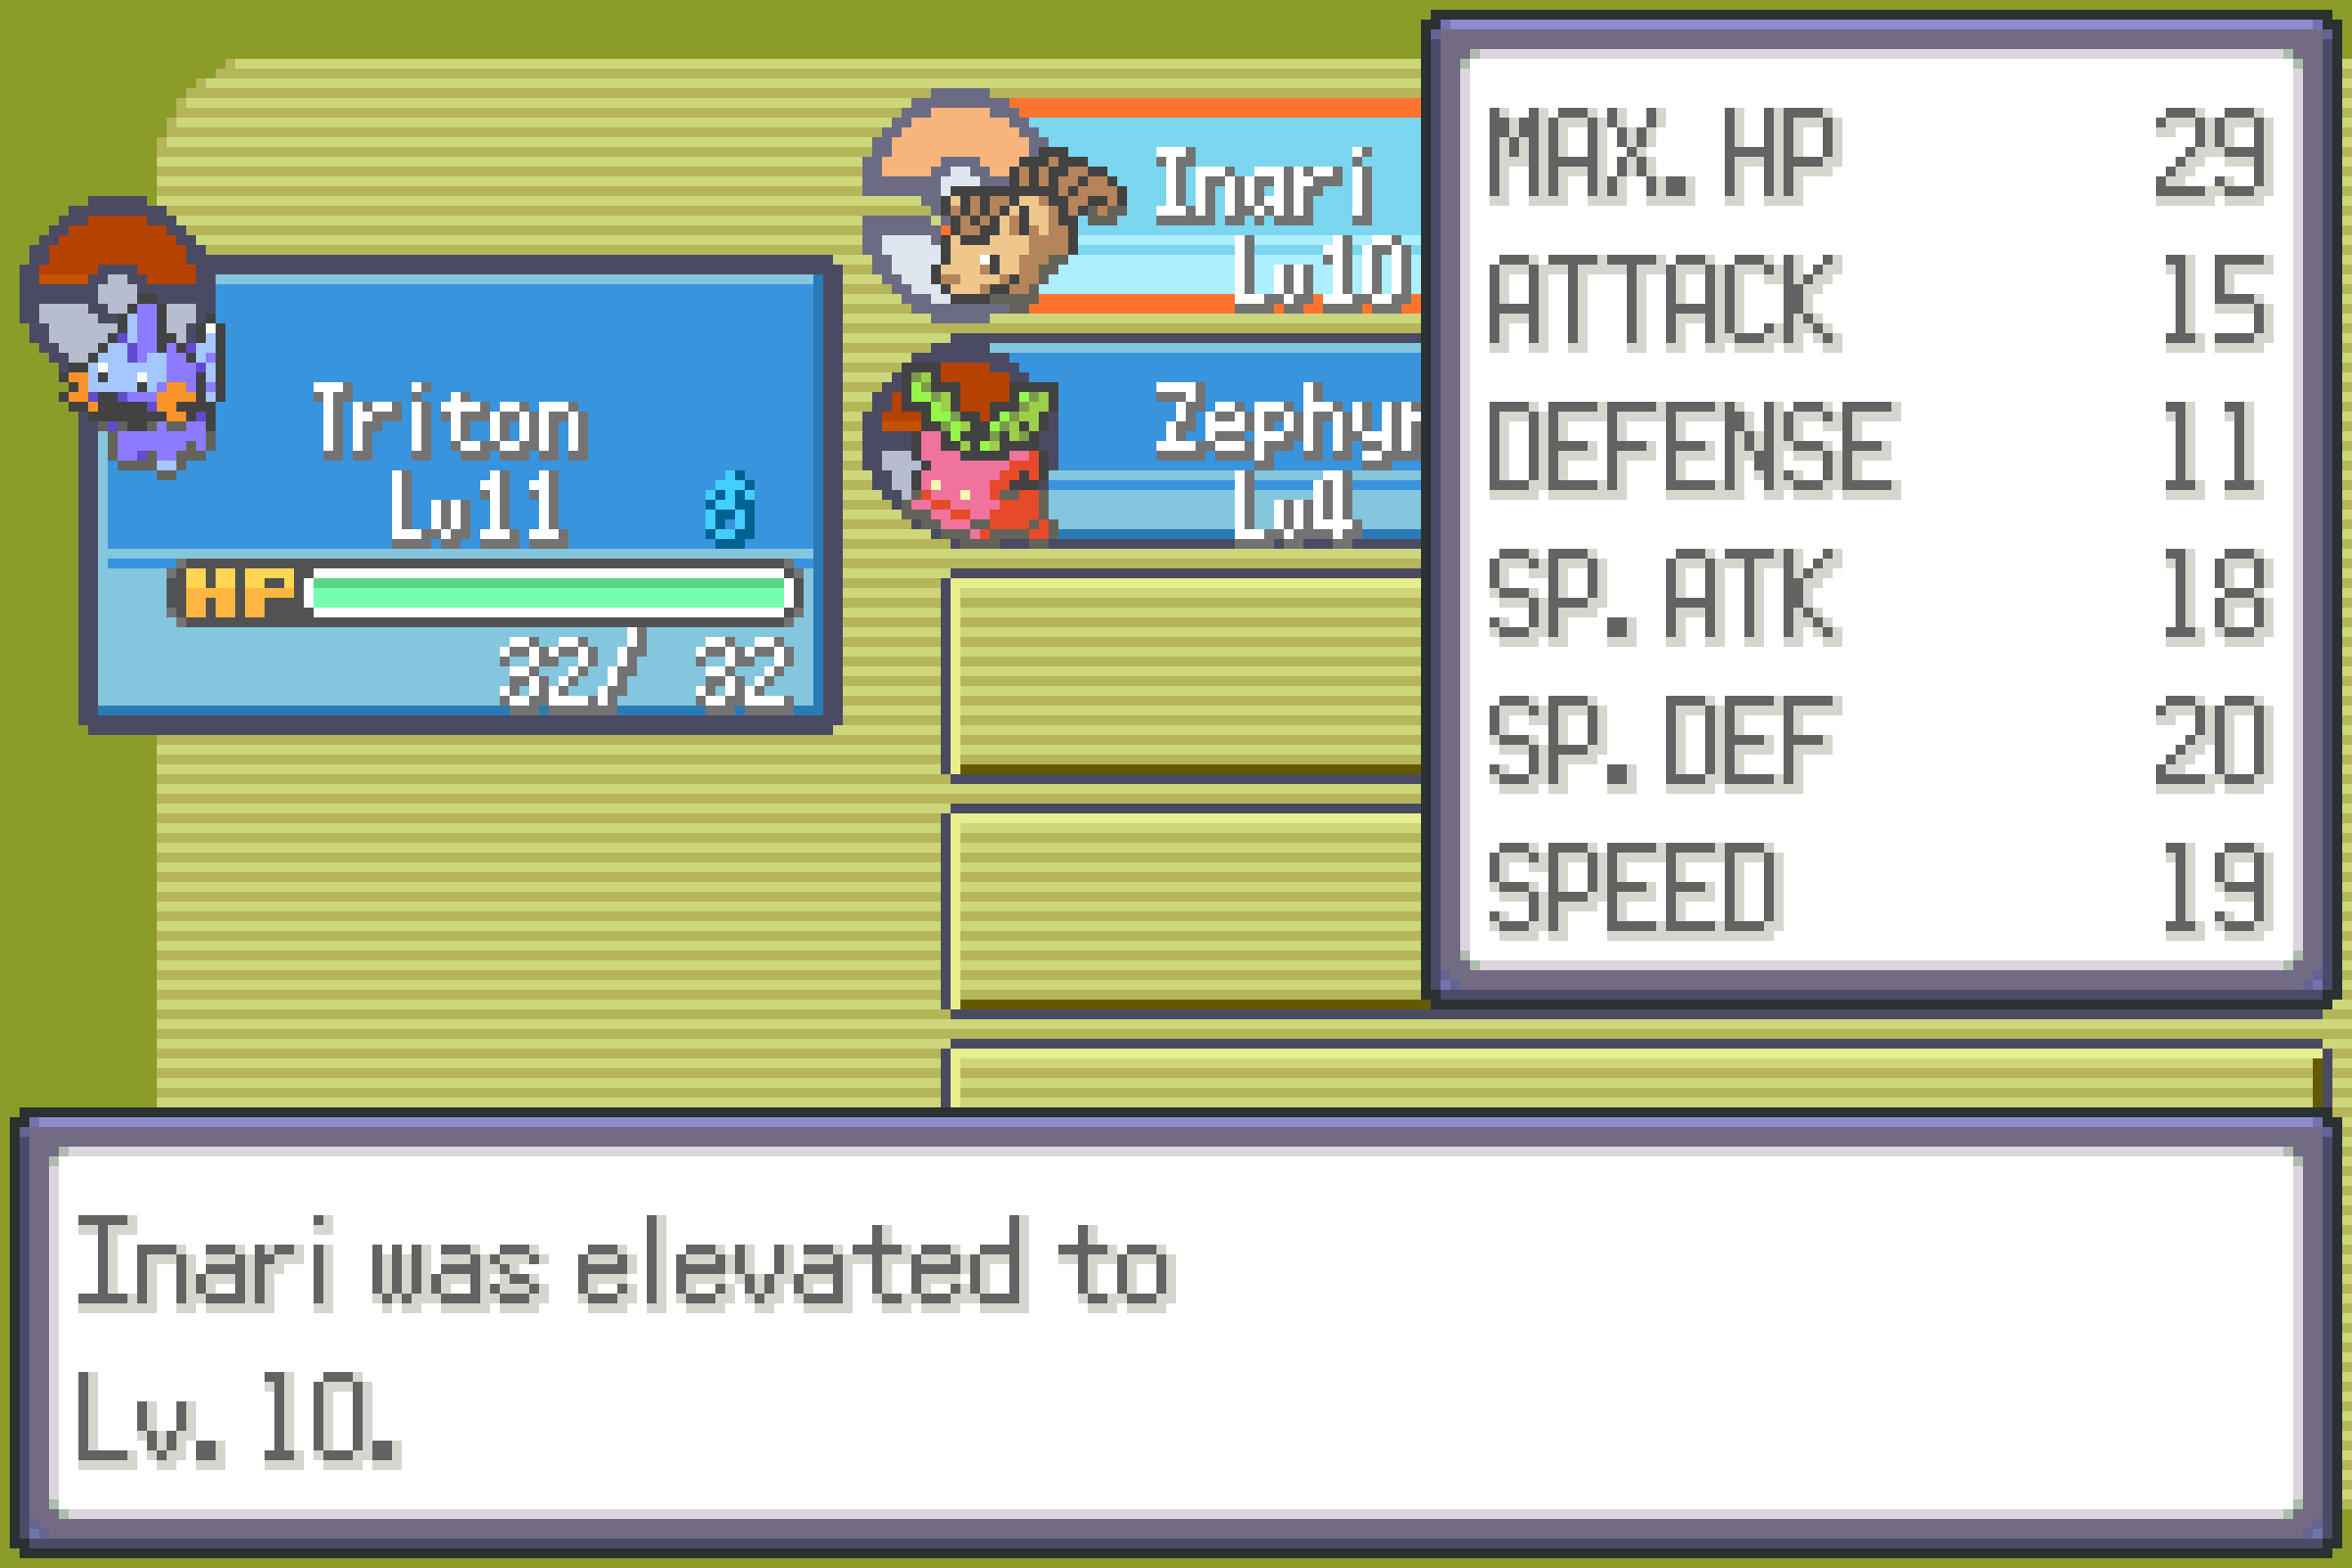 Triton
Lv11
HP
32/ 32
Inari
Lv10
Zephyr
Lv4
MAX. HP 29
ATTACK 15
DEFENSE 11
SP. ATK 18
SP. DEF 20
SPEED 19
Inari was elevated to
Lv. 10.